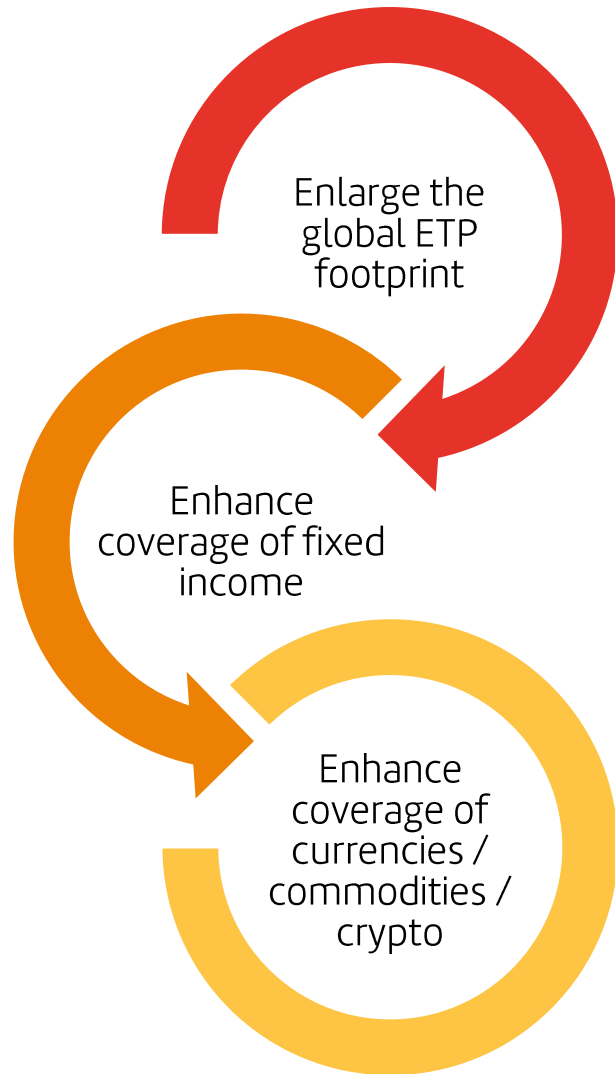 Enlarge the
global ETP
footprint
Enhance
coverage of fixed
income
Enhance
coverage of
currencies /
commodities /
crypto